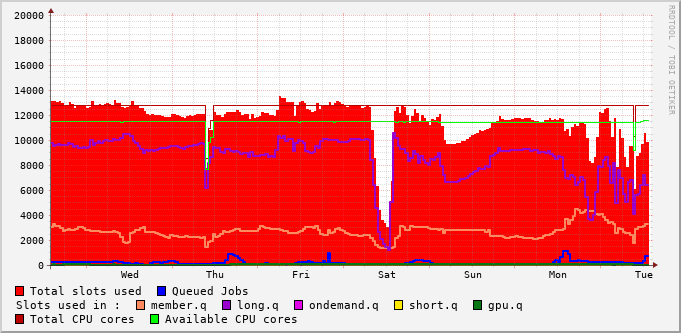 20000
18000
16000
14000
12000
10000
8000
6000
4000
2000
0
Wed Thu Fri Sat Sun Mon Tue
RRDTOOL / TOBI OETIKER
Total slots used Queued Jobs
Slots used in : member.q long.q ondemand.q short.q gpu.q
Total CPU cores Available CPU cores